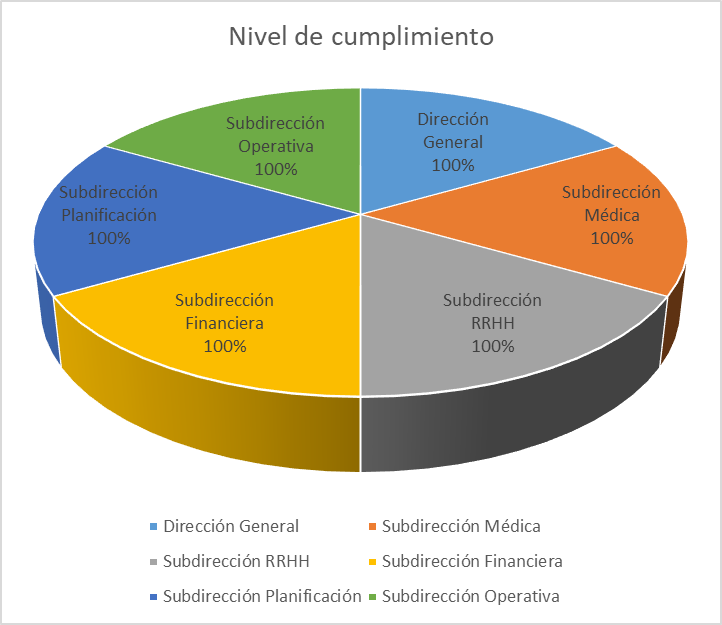 Nivel de cumplimiento
Subdirección
Operativa
100%
Dirección
General
100%
Subdirección
Planificación
100%
Subdirección
Médica
100%
Subdirección
Financiera
100%
Subdirección
RRHH
100%
Dirección General
Subdirección Médica
Subdirección RRHH
Subdirección Financiera
Subdirección Planificación
Subdirección Operativa